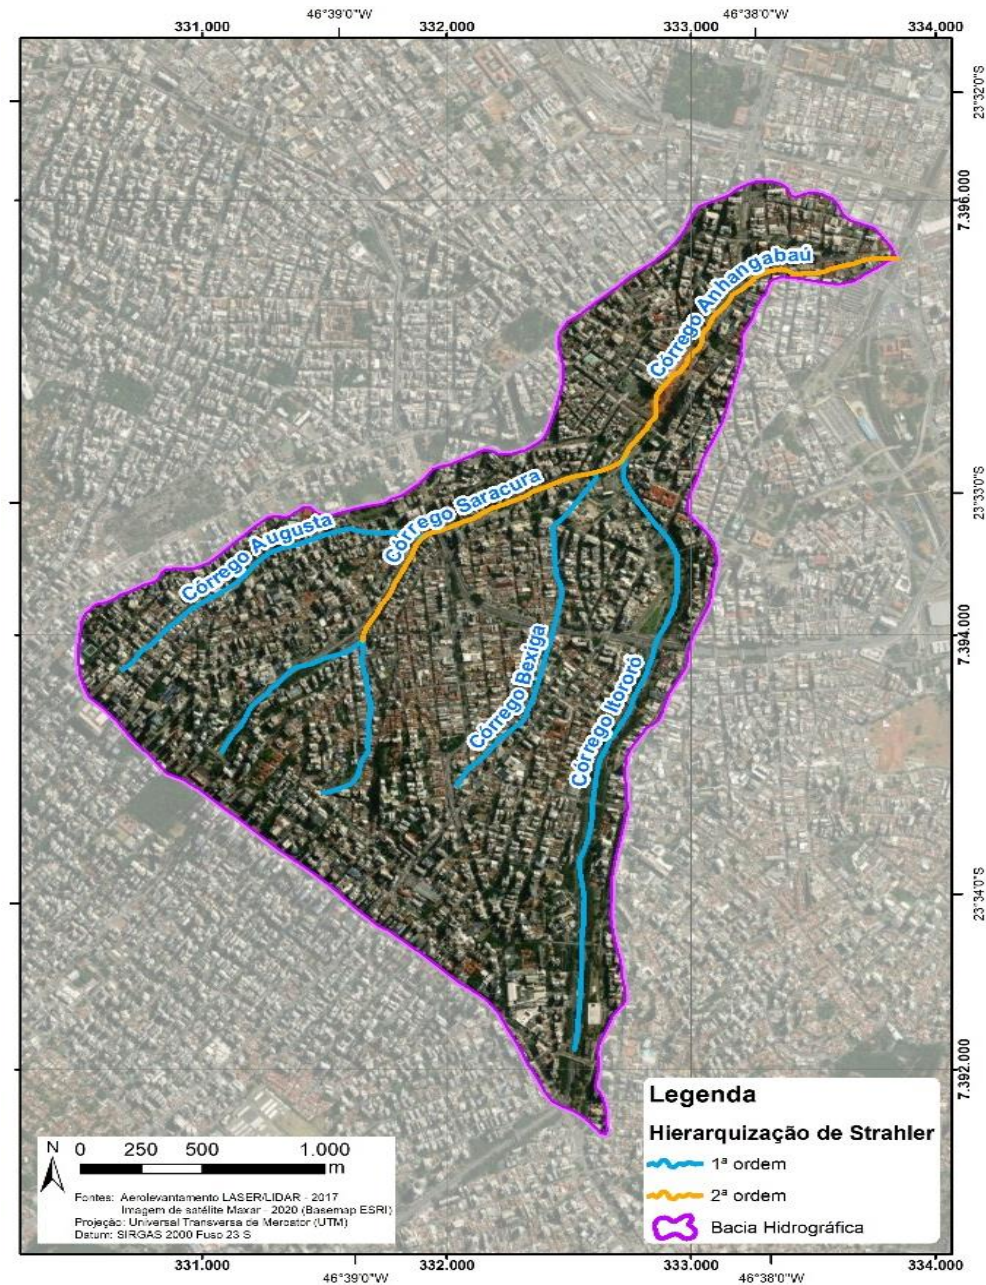 46°39'0"W 46°38'0"W
331.000 332.000 333.000 334.000
23°32'0"S
7.396.000
Córrego Anhangabaú
23°33'0"S
Córrego Saracura
Córrego Augusta
7.394.000
Córrego Bexiga
Córrego Itororó
23°34'0"S
7.392.000
Legenda
Hierarquização de Strahler
1ª ordem
2ª ordem
Bacia Hidrográfica
N
0 250 500 1.000
m
Fontes: Aerolevantamento LASER/LIDAR - 2017
Imagem de satélite Maxar - 2020 (Basemap ESRI)
Projeção: Universal Transversa de Mercator (UTM)
Datum: SIRGAS 2000 Fuso 23 S
331.000 332.000 333.000 334.000
46°39'0"W 46°38'0"W